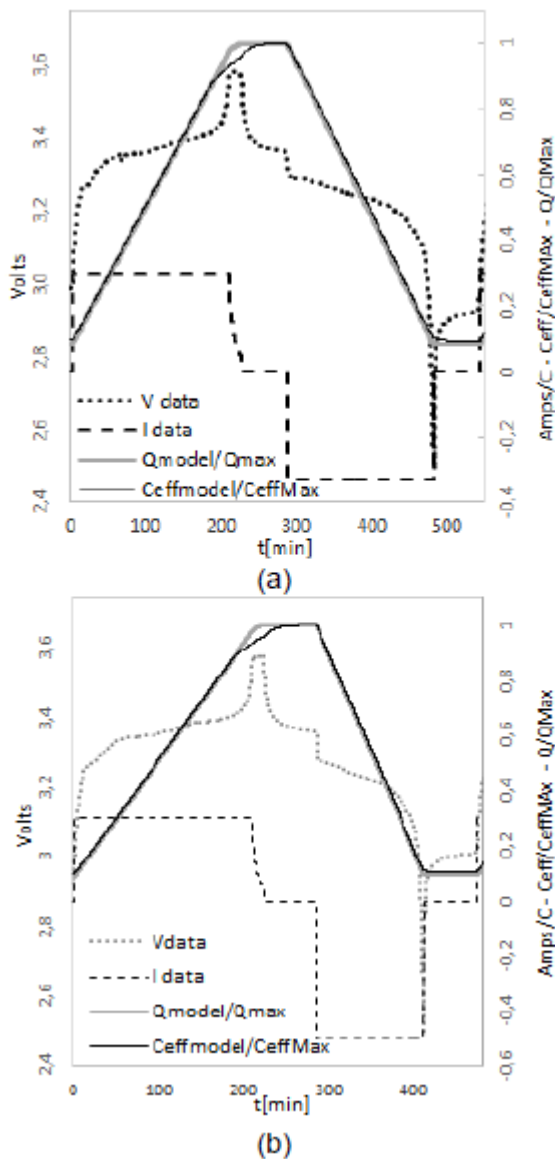 3,6
3,4
3,2
3,0
2,8
2,6
2,4
Volts
1
0,8
0,6
0,4
0,2
0
-0,2
-0,4
Amps/C - Ceff/CeffMAx - Q/QMax
V data
I data
Qmodel/Qmax
Ceffmodel/CeffMax
0 100 200 300 400 500
t[min]
(a)
3,6
3,4
3,2
3
2,8
2,6
2,4
Volts
1
0,8
0,6
0,4
0,2
0
-0,2
-0,4
-0,6
Amps/C - Ceff/CeffMAx - Q/QMax
Vdata
I data
Qmodel/Qmax
Ceffmodel/CeffMax
0 100 200 300 400
t[min]
(b)